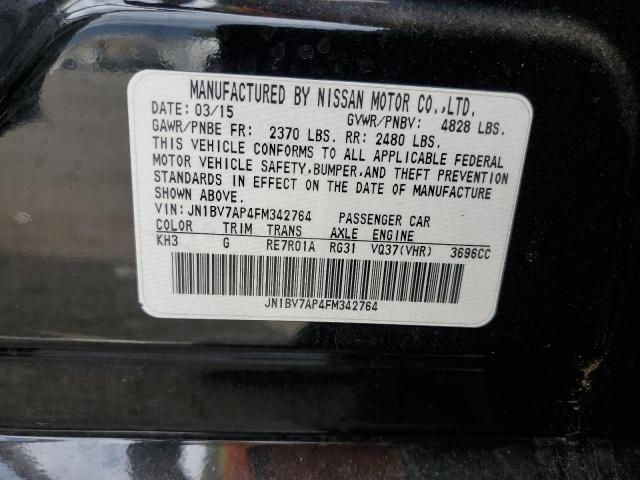 MANUFACTURED BY NISSAN MOTOR CO.,LTD.
DATE: 03/15 GVWR/PNBV: 4828 LBS.
GAWR/PNBE FR: 2370 LBS. RR: 2480 LBS.
THIS VEHICLE CONFORMS TO ALL APPLICABLE FEDERAL
MOTOR VEHICLE SAFETY,BUMPER,AND THEFT PREVENTION
STANDARDS IN EFFECT ON THE DATE OF MANUFACTURE
SHOWN ABOVE.
VIN: JN1BV7AP4FM342764 PASSENGER CAR
COLOR TRIM TRANS AXLE ENGINE
KH3 G RE7R01A RG31 VQ37(VHR) 3696CC
JN1BV7AP4FM342764